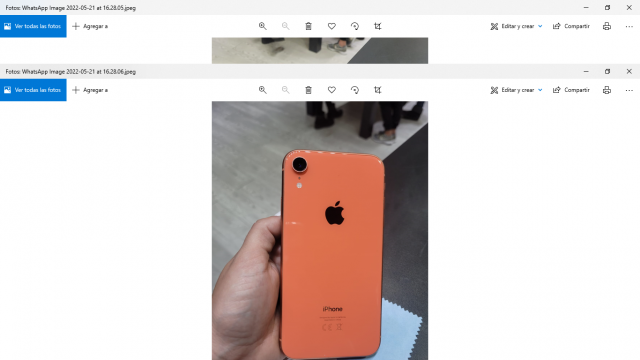 Fotos: WhatsApp Image 2022-05-21 at 16.28.05.jpeg
Ver todas las fotos
Agregar a
Editar y crear
Compartir
Fotos: WhatsApp Image 2022-05-21 at 16.28.06.jpeg
Ver todas las fotos
Agregar a
Editar y crear
Compartir
iPhone